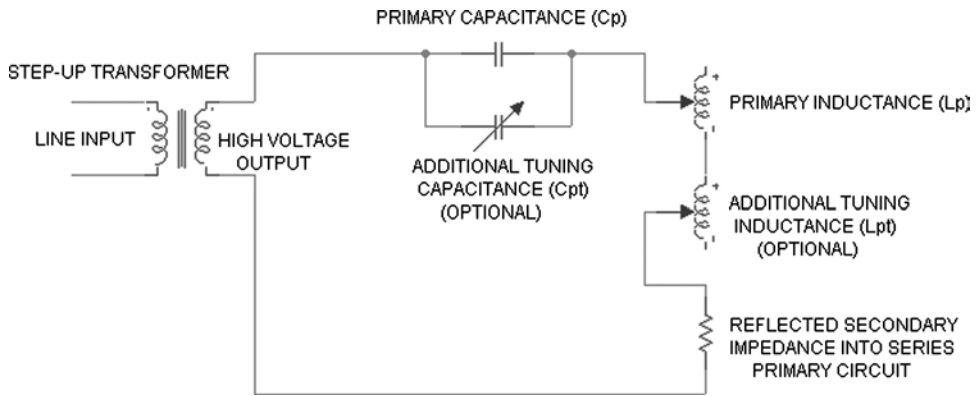 PRIMARY CAPACITANCE (Cp)
STEP-UP TRANSFORMER
LINE INPUT
HIGH VOLTAGE
OUTPUT
ADDITIONAL TUNING
CAPACITANCE (Cpt)
(OPTIONAL)
PRIMARY INDUCTANCE (Lp)
ADDITIONAL TUNING
INDUCTANCE (Lpt)
(OPTIONAL)
REFLECTED SECONDARY
IMPEDANCE INTO SERIES
PRIMARY CIRCUIT